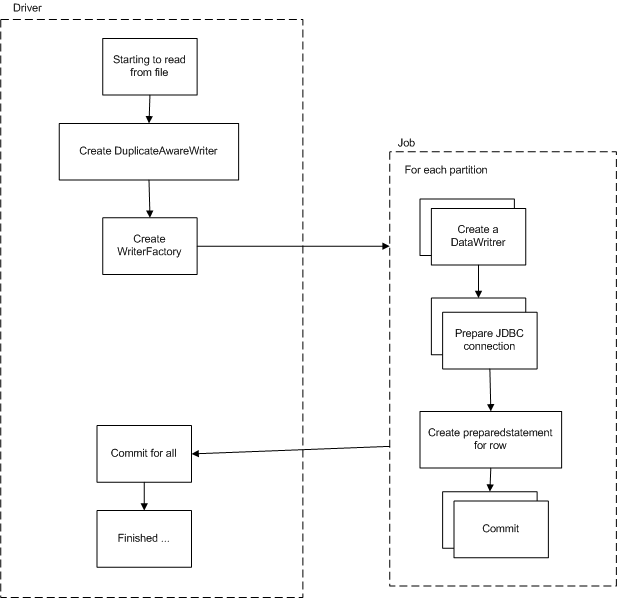 Driver
Starting to read
from file
Create DuplicateAwareWriter
Create
WriterFactory
Commit for all
Finished ...
Job
For each partition
Create a
DataWritrer
Prepare JDBC
connection
Create preparedstatement
for row
Commit